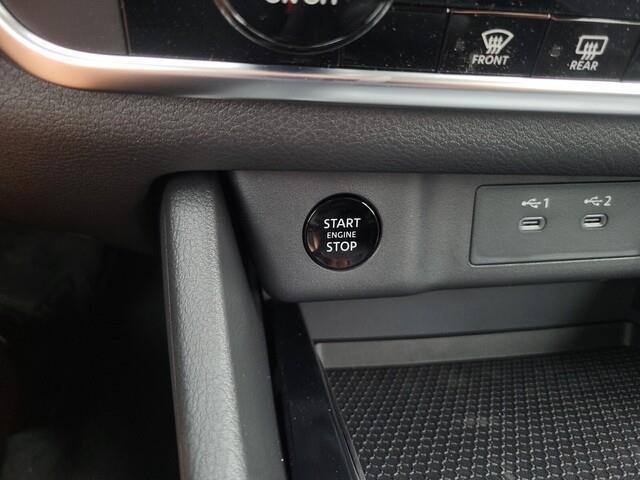 FRONT
REAR
START
ENGINE
STOP
1
2